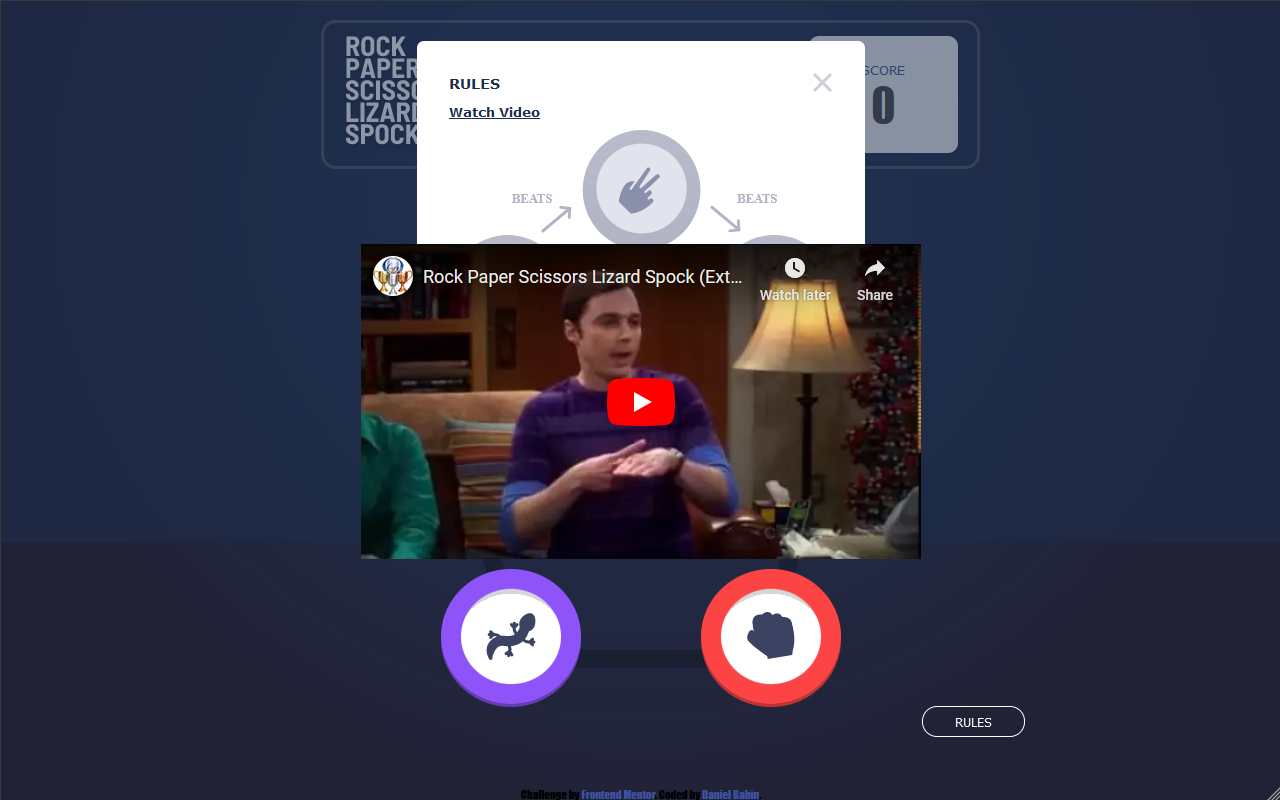 ROCK
PAPER
SCISSO
LIZARD
SPOCK
SCORE
0
RULES
Watch Video
BEATS
BEATS
Rock Paper Scissors Lizard Spock (Ext...
Watch later
Share
RULES
Challenge by Frontend Mentor. Coded by Daniel Babin.